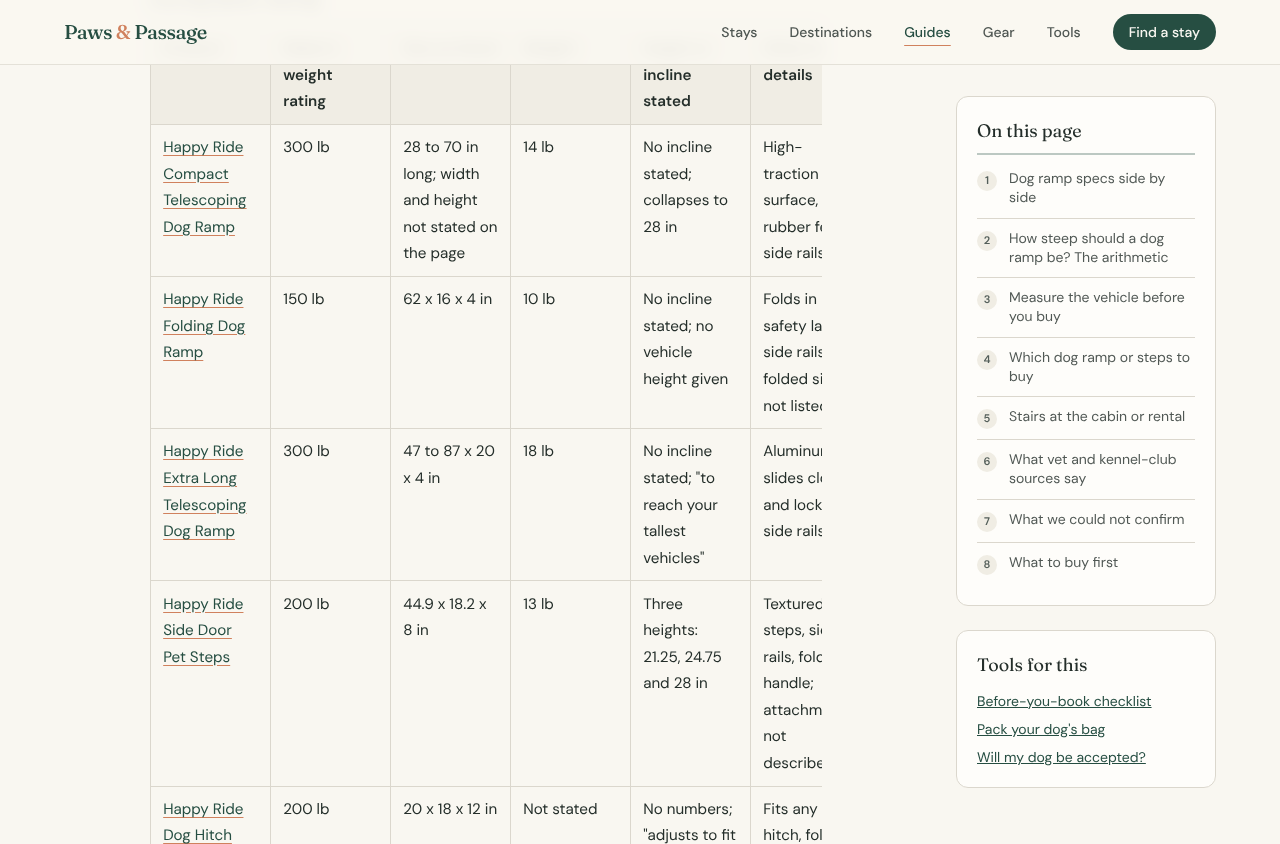 Paws & Passage
Stays
Destinations
Guides
Gear
Tools
Find a stay
weight
rating
incline
stated
details
Happy Ride
Compact
Telescoping
Dog Ramp
300 lb
28 to 70 in
long; width
and height
not stated on
the page
14 lb
No incline
stated;
collapses to
28 in
High-
traction
surface,
rubber
side rails
Happy Ride
Folding Dog
Ramp
150 lb
62 x 16 x 4 in
10 lb
No incline
stated; no
vehicle
height given
Folds in
safety
side rails
folded
not
Happy Ride
Extra Long
Telescoping
Dog Ramp
300 lb
47 to 87 x 20
x 4 in
18 lb
No incline
stated; "to
reach your
tallest
vehicles"
slides
and lock
side rails
Happy Ride
Side Door
Pet Steps
200 lb
44.9 x 18.2 x
8 in
13 lb
Three
heights:
21.25, 24.75
and 28 in
Textured
steps,
rails,
handle;
not
Happy Ride
Dog Hitch
200 lb
20 x 18 x 12 in
Not stated
No numbers;
"adjusts to fit
Fits any
hitch,
On this page
1 Dog ramp specs side by
side
2 How steep should a dog
ramp be? The arithmetic
3 Measure the vehicle before
you buy
4 Which dog ramp or steps to
buy
5 Stairs at the cabin or rental
6 What vet and kennel-club
sources say
7 What we could not confirm
8 What to buy first
Tools for this
Before-you-book checklist
Pack your dog's bag
Will my dog be accepted?